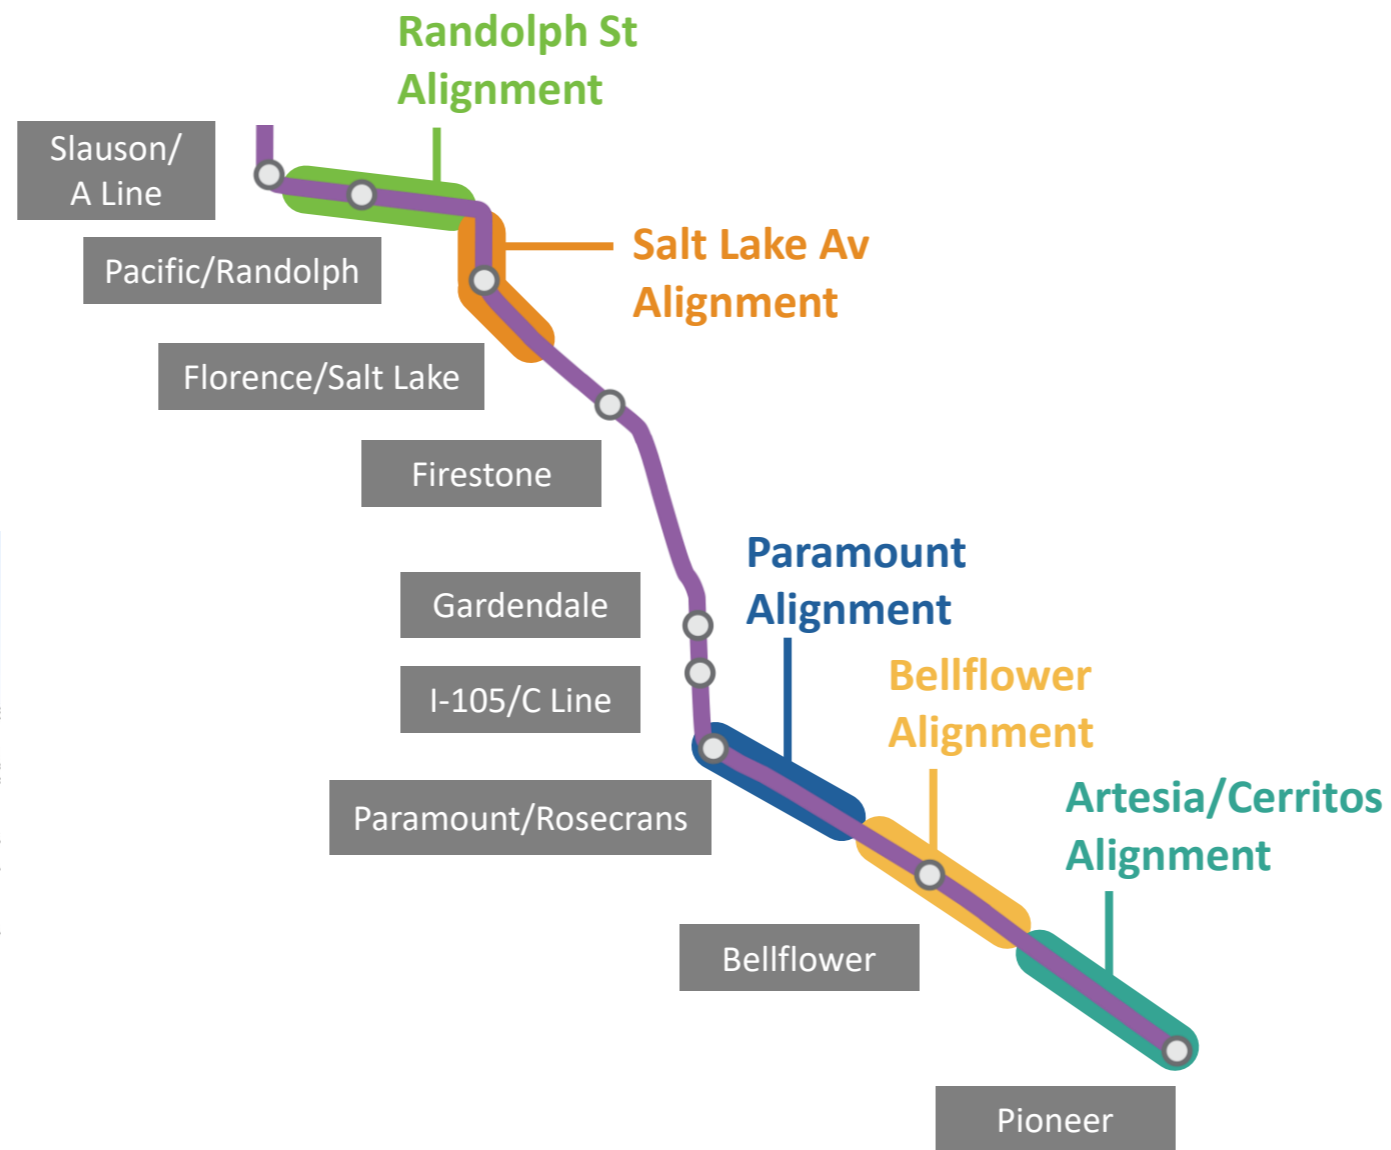 Randolph St
Alignment
Slauson/
A Line
Pacific/Randolph
Salt Lake Av
Alignment
Florence/Salt Lake
Firestone
Gardendale
Paramount
Alignment
I-105/C Line
Bellflower
Alignment
Paramount/Rosecrans
Artesia/Cerritos
Alignment
Bellflower
Pioneer